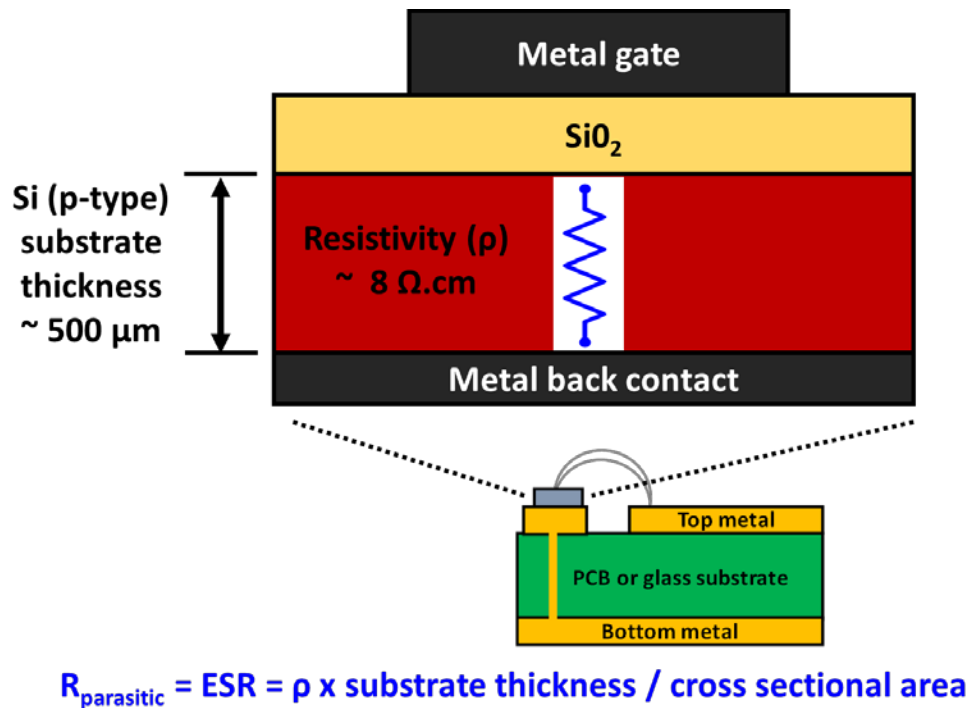 Metal gate
Si0₂
Si (p-type)
substrate
thickness
~ 500 µm
Resistivity (ρ)
~ 8 Ω.cm
Metal back contact
Top metal
PCB or glass substrate
Bottom metal
R_parasitic = ESR = ρ x substrate thickness / cross sectional area